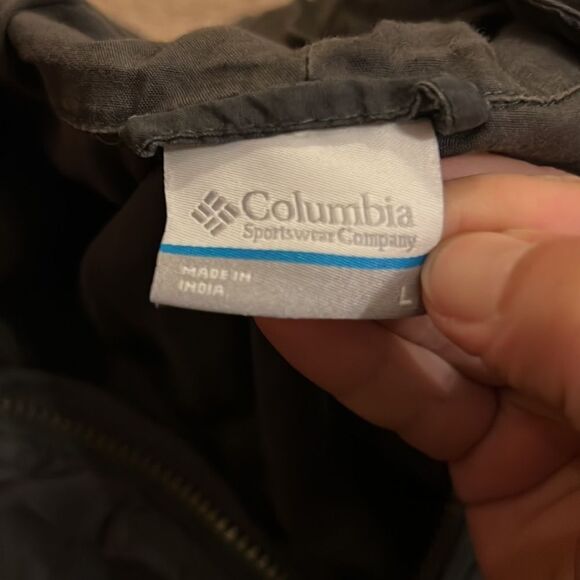 Columbia
Sportswear Company
MADE IN
INDIA
L